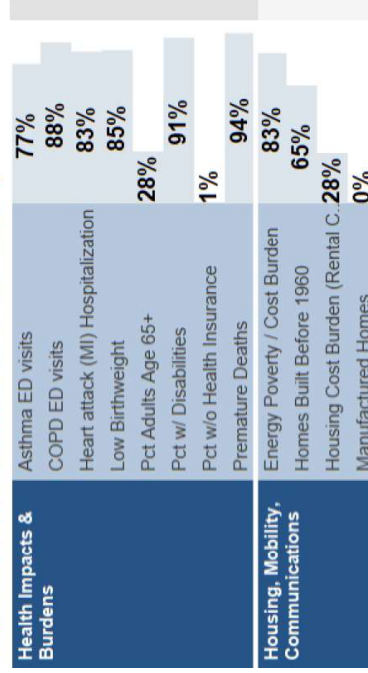 Health Impacts &
Burdens
Asthma ED visits 77%
COPD ED visits 88%
Heart attack (MI) Hospitalization 83%
Low Birthweight 85%
Pct Adults Age 65+ 28%
Pct w/ Disabilities 91%
Pct w/o Health Insurance 1%
Premature Deaths 94%
Housing, Mobility,
Communications
Energy Poverty / Cost Burden 83%
Homes Built Before 1960 65%
Housing Cost Burden (Rental C.. 28%
Manufactured Homes 0%